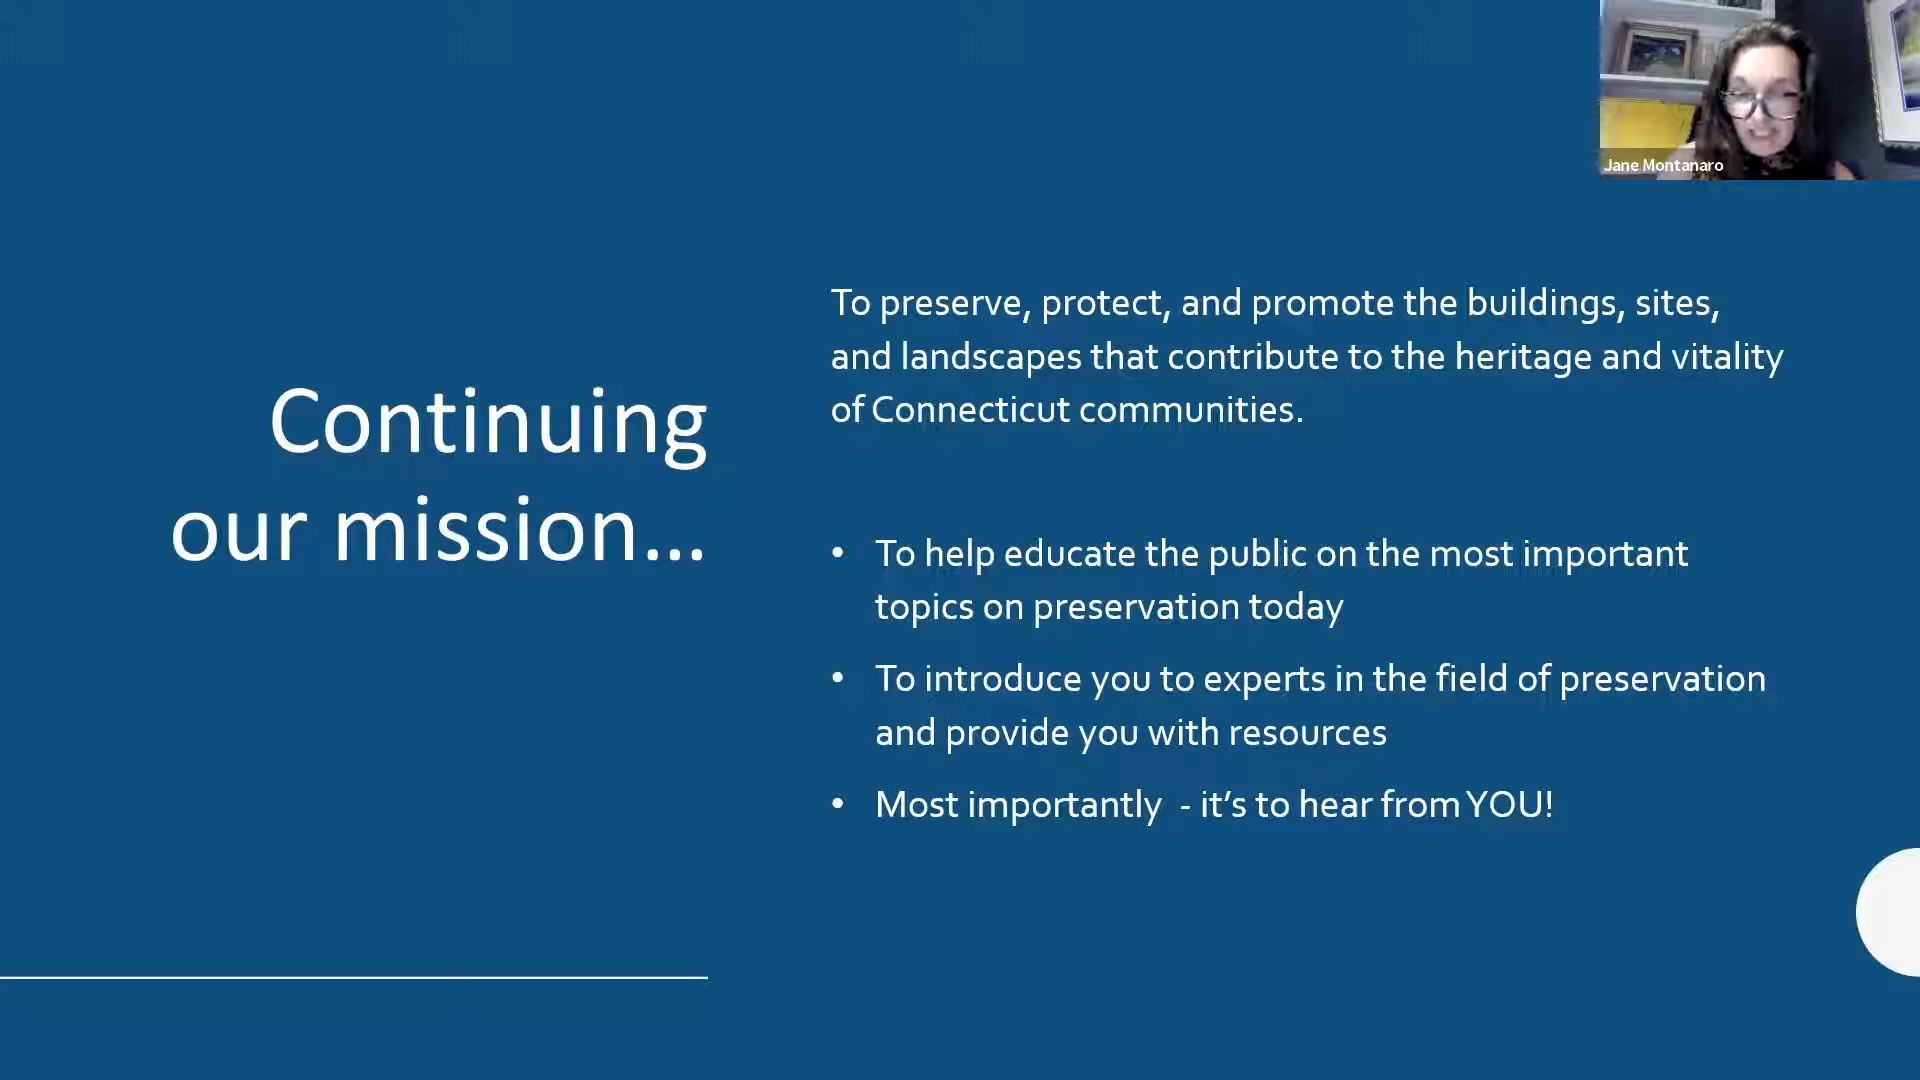 Jane Montanaro
Continuing
our mission...
To preserve, protect, and promote the buildings, sites,
and landscapes that contribute to the heritage and vitality
of Connecticut communities.
• To help educate the public on the most important
topics on preservation today
• To introduce you to experts in the field of preservation
and provide you with resources
• Most importantly  - it’s to hear from YOU!